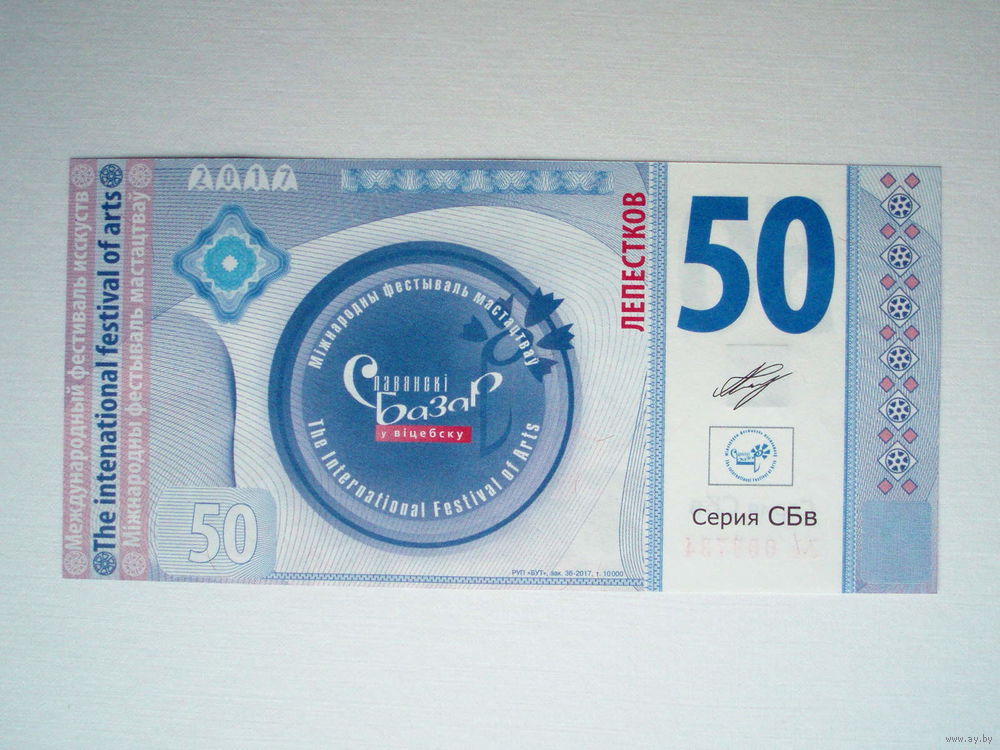 2017
Международный фестиваль исскуств
The intenational festival of arts
Міжнародны фестываль мастацтваў
Міжнародны фестываль мастацтваў
Славянскі
базар
у віцебску
The International Festival of Arts
50
РУП «БУТ», зак. 36-2017, т. 10000
ЛЕПЕСТКОВ
50
Серия СБв
www.ay.by